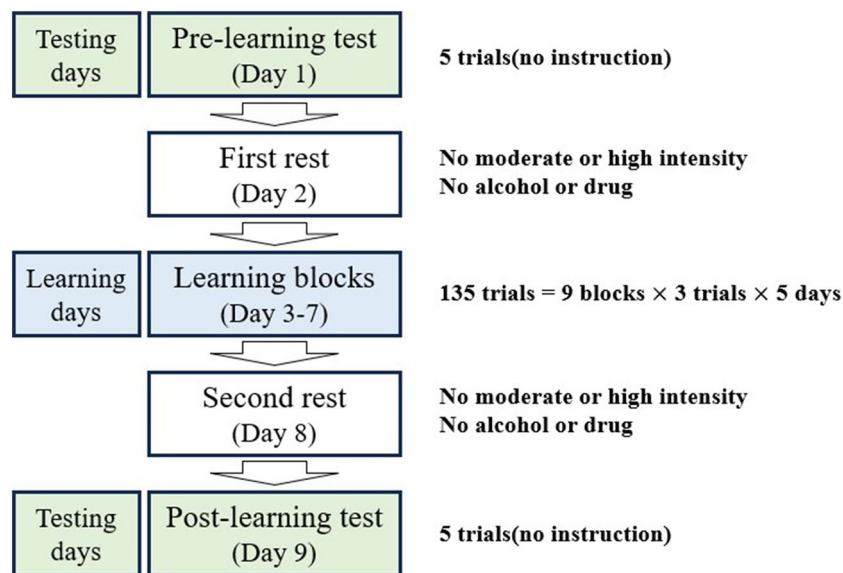 Testing
days
Pre-learning test
(Day 1)
5 trials(no instruction)
First rest
(Day 2)
No moderate or high intensity
No alcohol or drug
Learning
days
Learning blocks
(Day 3-7)
135 trials = 9 blocks × 3 trials × 5 days
Second rest
(Day 8)
No moderate or high intensity
No alcohol or drug
Testing
days
Post-learning test
(Day 9)
5 trials(no instruction)